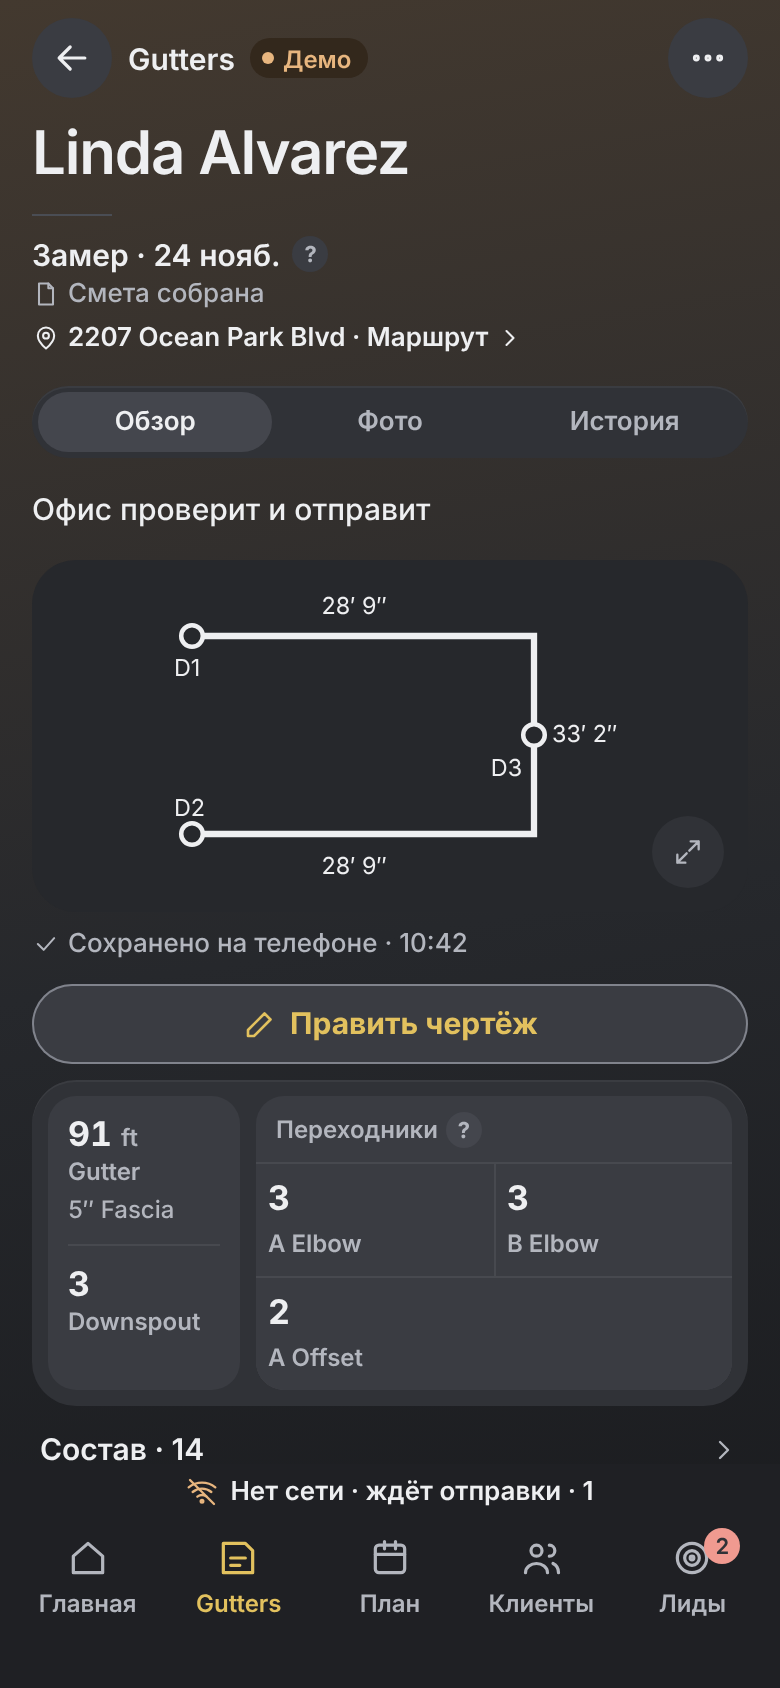 Gutters
Демо
Linda Alvarez
Замер · 24 нояб. ?
Смета собрана
2207 Ocean Park Blvd · Маршрут
Обзор
Фото
История
Офис проверит и отправит
28′ 9″
D1
33′ 2″
D3
D2
28′ 9″
Сохранено на телефоне · 10:42
Править чертёж
91 ft
Gutter
5″ Fascia
3
Downspout
Переходники ?
3
A Elbow
3
B Elbow
2
A Offset
Состав · 14
Нет сети · ждёт отправки · 1
2
Главная
Gutters
План
Клиенты
Лиды